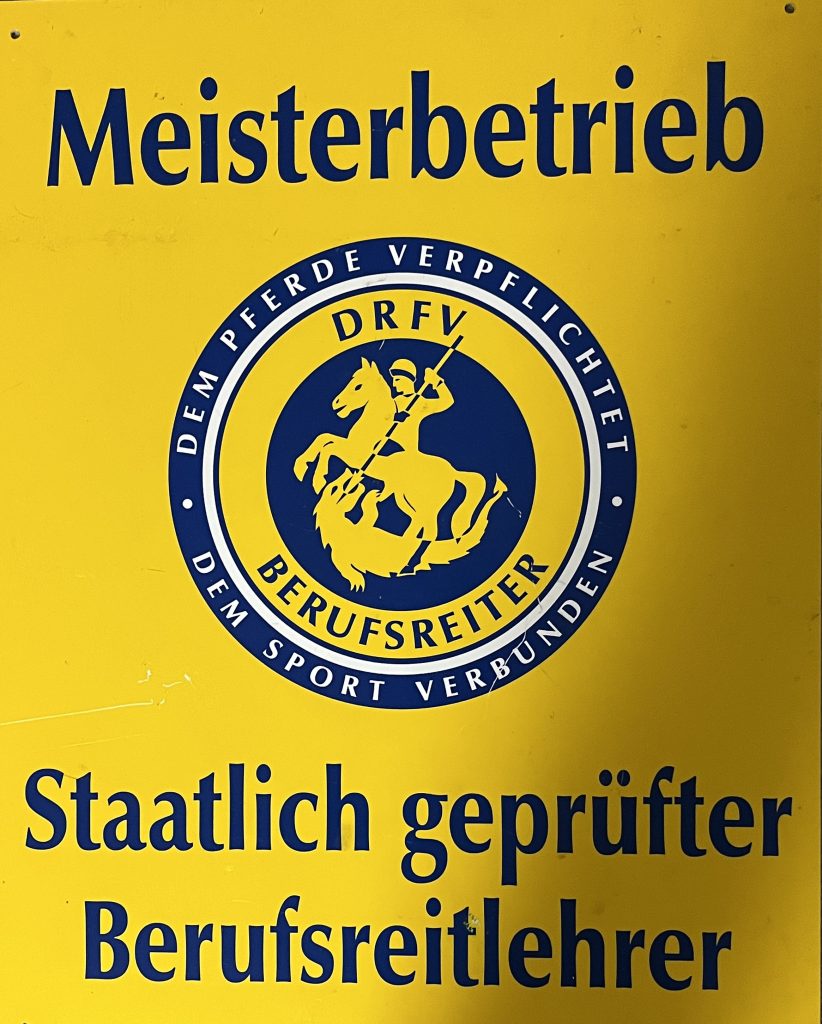 Meisterbetrieb
DEM PFERDE VERPFLICHTET
DRFV
BERUFSREITER
DEM SPORT VERBUNDEN
Staatlich geprüfter
Berufsreitlehrer